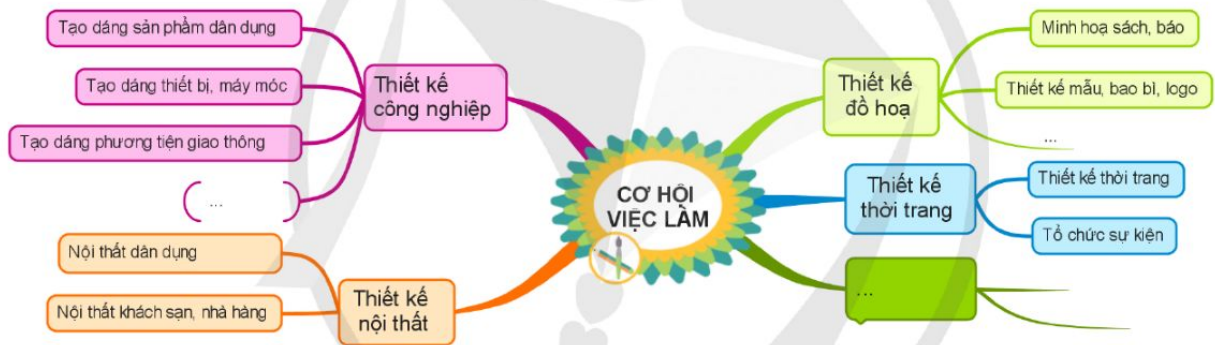 Tạo dáng sản phẩm dân dụng
Tạo dáng thiết bị, máy móc
Tạo dáng phương tiện giao thông
...
Thiết kế
công nghiệp
Nội thất dân dụng
Nội thất khách sạn, nhà hàng
Thiết kế
nội thất
CƠ HỘI
VIỆC LÀM
Thiết kế
đồ hoạ
Minh hoạ sách, báo
Thiết kế mẫu, bao bì, logo
...
Thiết kế
thời trang
Thiết kế thời trang
Tổ chức sự kiện
...